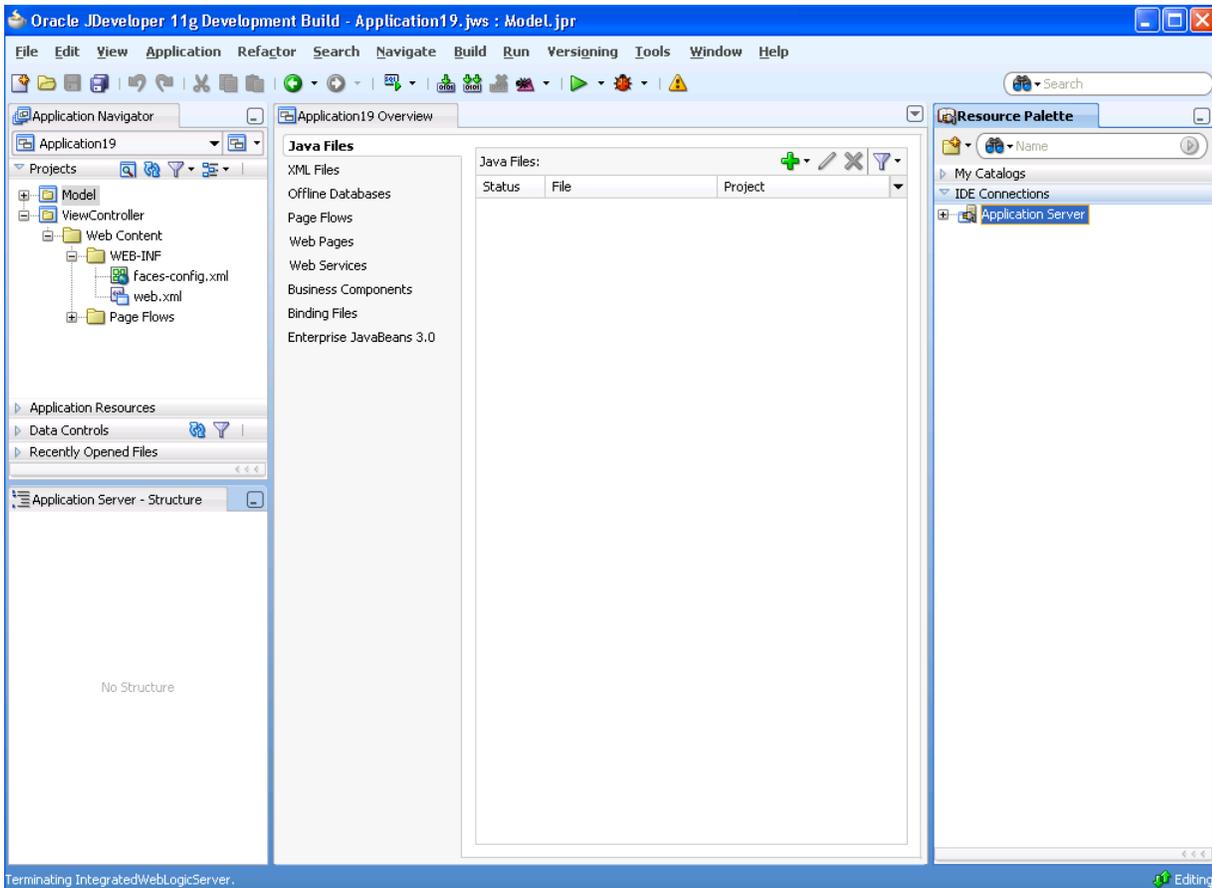 Oracle JDeveloper 11g Development Build - Application19.jws : Model.jpr
File Edit View Application Refactor Search Navigate Build Run Versioning Tools Window Help
Search
Application Navigator
Application19
Projects
Model
ViewController
Web Content
WEB-INF
faces-config.xml
web.xml
Page Flows
Application Resources
Data Controls
Recently Opened Files
Application Server - Structure
No Structure
Application19 Overview
Java Files
XML Files
Offline Databases
Page Flows
Web Pages
Web Services
Business Components
Binding Files
Enterprise JavaBeans 3.0
Java Files:
Status File Project
Resource Palette
Name
My Catalogs
IDE Connections
Application Server
Terminating IntegratedWebLogicServer.
Editing